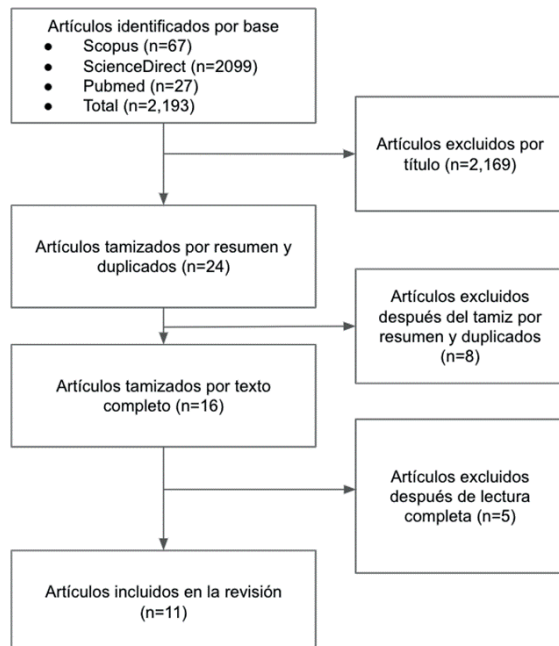 Artículos identificados por base
● Scopus (n=67)
● ScienceDirect (n=2099)
● Pubmed (n=27)
● Total (n=2,193)
Artículos excluidos por
título (n=2,169)
Artículos tamizados por resumen y
duplicados (n=24)
Artículos excluidos
después del tamiz por
resumen y duplicados
(n=8)
Artículos tamizados por texto
completo (n=16)
Artículos excluidos
después de lectura
completa (n=5)
Artículos incluidos en la revisión
(n=11)